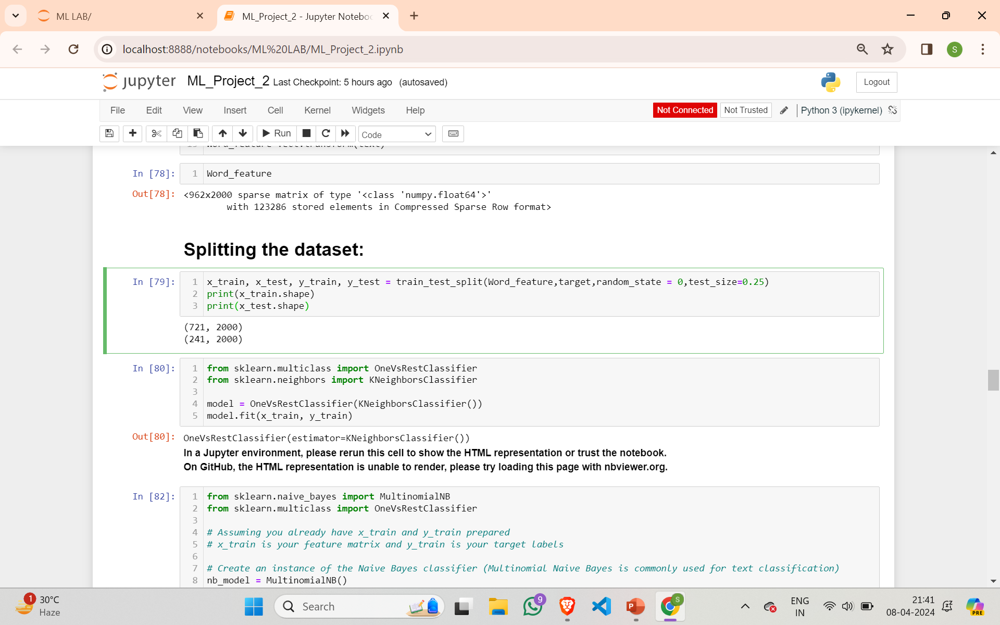 ML LAB/
ML_Project_2 - Jupyter Noteboo
localhost:8888/notebooks/ML%20LAB/ML_Project_2.ipynb
S
jupyter ML_Project_2 Last Checkpoint: 5 hours ago (autosaved)
Logout
File Edit View Insert Cell Kernel Widgets Help
Not Connected Not Trusted Python 3 (ipykernel)
Run Code
In [78]: 1 Word_feature
Out[78]: <962x2000 sparse matrix of type '<class 'numpy.float64'>'
with 123286 stored elements in Compressed Sparse Row format>
Splitting the dataset:
In [79]: 1 x_train, x_test, y_train, y_test = train_test_split(Word_feature,target,random_state = 0,test_size=0.25)
2 print(x_train.shape)
3 print(x_test.shape)
(721, 2000)
(241, 2000)
In [80]: 1 from sklearn.multiclass import OneVsRestClassifier
2 from sklearn.neighbors import KNeighborsClassifier
3
4 model = OneVsRestClassifier(KNeighborsClassifier())
5 model.fit(x_train, y_train)
Out[80]: OneVsRestClassifier(estimator=KNeighborsClassifier())
In a Jupyter environment, please rerun this cell to show the HTML representation or trust the notebook.
On GitHub, the HTML representation is unable to render, please try loading this page with nbviewer.org.
In [82]: 1 from sklearn.naive_bayes import MultinomialNB
2 from sklearn.multiclass import OneVsRestClassifier
3
4 # Assuming you already have x_train and y_train prepared
5 # x_train is your feature matrix and y_train is your target labels
6
7 # Create an instance of the Naive Bayes classifier (Multinomial Naive Bayes is commonly used for text classification)
8 nb_model = MultinomialNB()
1
30°C
Haze
Search
9
P
S
ENG
IN
21:41
08-04-2024
PRE